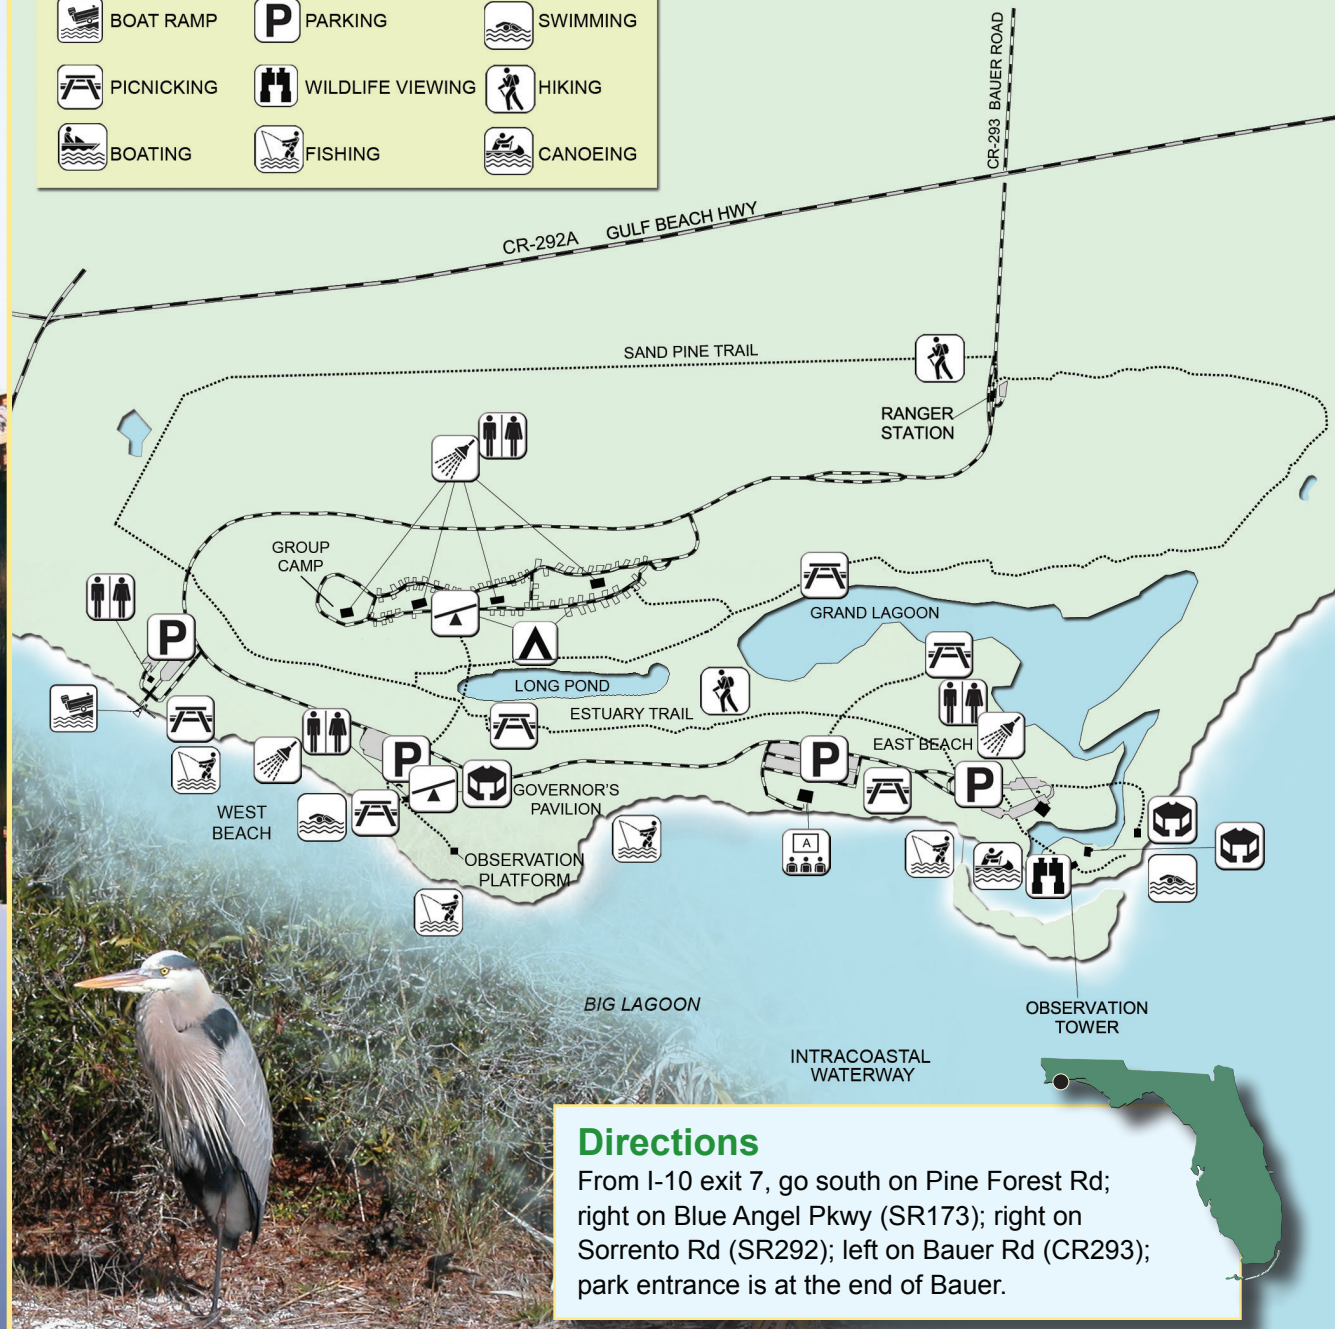 BOAT RAMP
PARKING
SWIMMING
PICNICKING
WILDLIFE VIEWING
HIKING
BOATING
FISHING
CANOEING
CR-293 BAUER ROAD
CR-292A GULF BEACH HWY
SAND PINE TRAIL
RANGER
STATION
GROUP
CAMP
GRAND LAGOON
LONG POND
ESTUARY TRAIL
EAST BEACH
GOVERNOR'S
PAVILION
WEST
BEACH
OBSERVATION
PLATFORM
P
P
P
P
P
A
BIG LAGOON
OBSERVATION
TOWER
INTRACOASTAL
WATERWAY
Directions
From I-10 exit 7, go south on Pine Forest Rd;
right on Blue Angel Pkwy (SR173); right on
Sorrento Rd (SR292); left on Bauer Rd (CR293);
park entrance is at the end of Bauer.